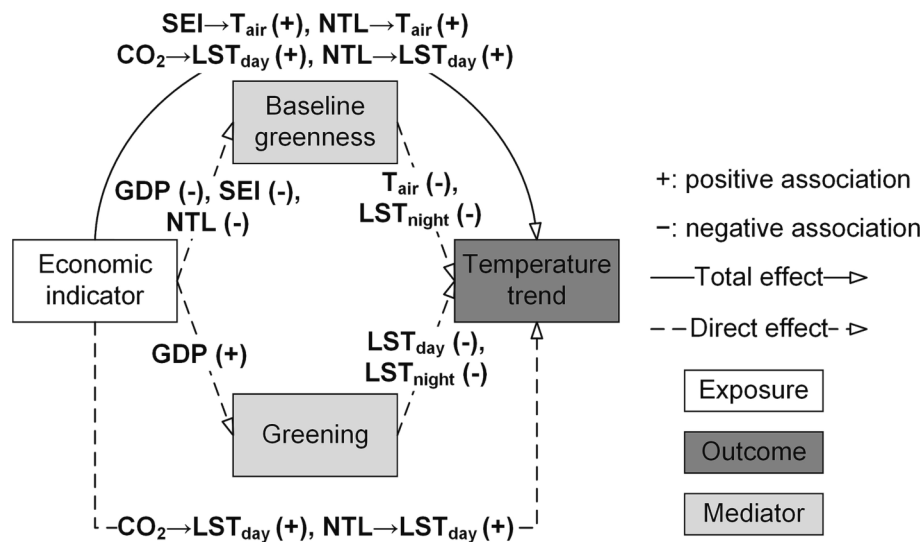 SEI→Tair (+), NTL→Tair (+)
CO2→LSTday (+), NTL→LSTday (+)
Baseline
greenness
GDP (-), SEI (-),
NTL (-)
Tair (-),
LSTnight (-)
Economic
indicator
Temperature
trend
GDP (+)
LSTday (-),
LSTnight (-)
Greening
CO2→LSTday (+), NTL→LSTday (+)
+: positive association
−: negative association
Total effect
Direct effect
Exposure
Outcome
Mediator